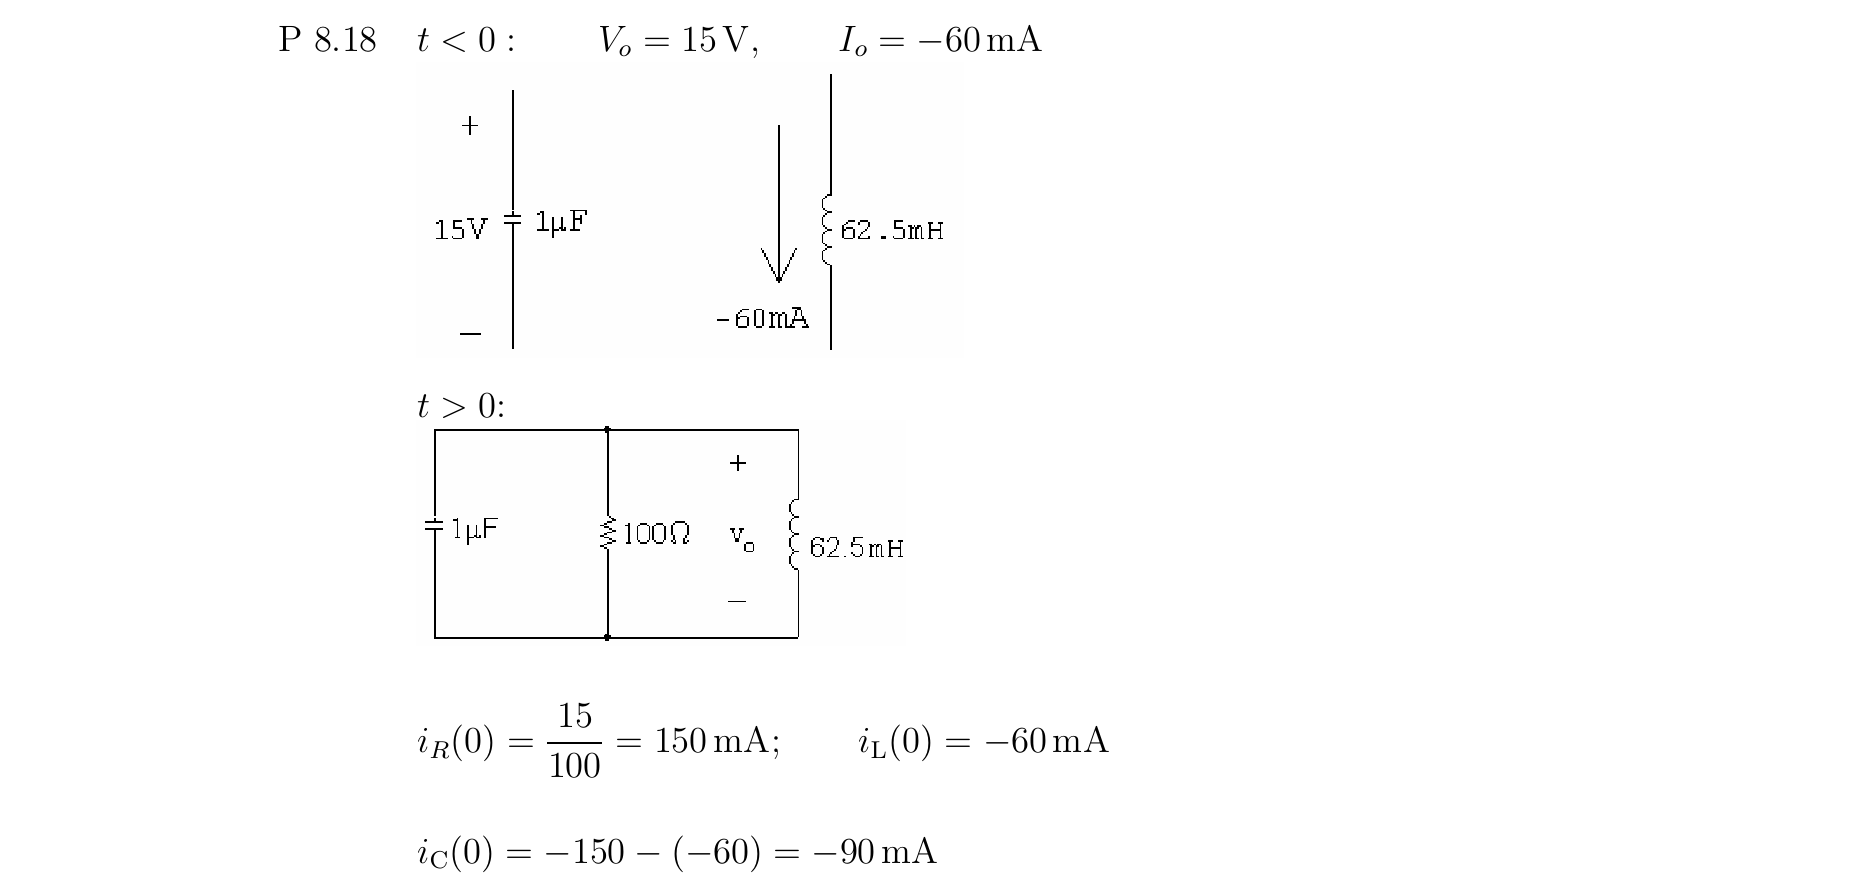 P 8.18 t < 0 : V_o = 15 V, I_o = −60 mA
+
15V 1μF 62.5mH
−60mA
−
t > 0:
+
1μF 100Ω v_o 62.5mH
−
i_R(0) = 15/100 = 150 mA; i_L(0) = −60 mA
i_C(0) = −150 − (−60) = −90 mA